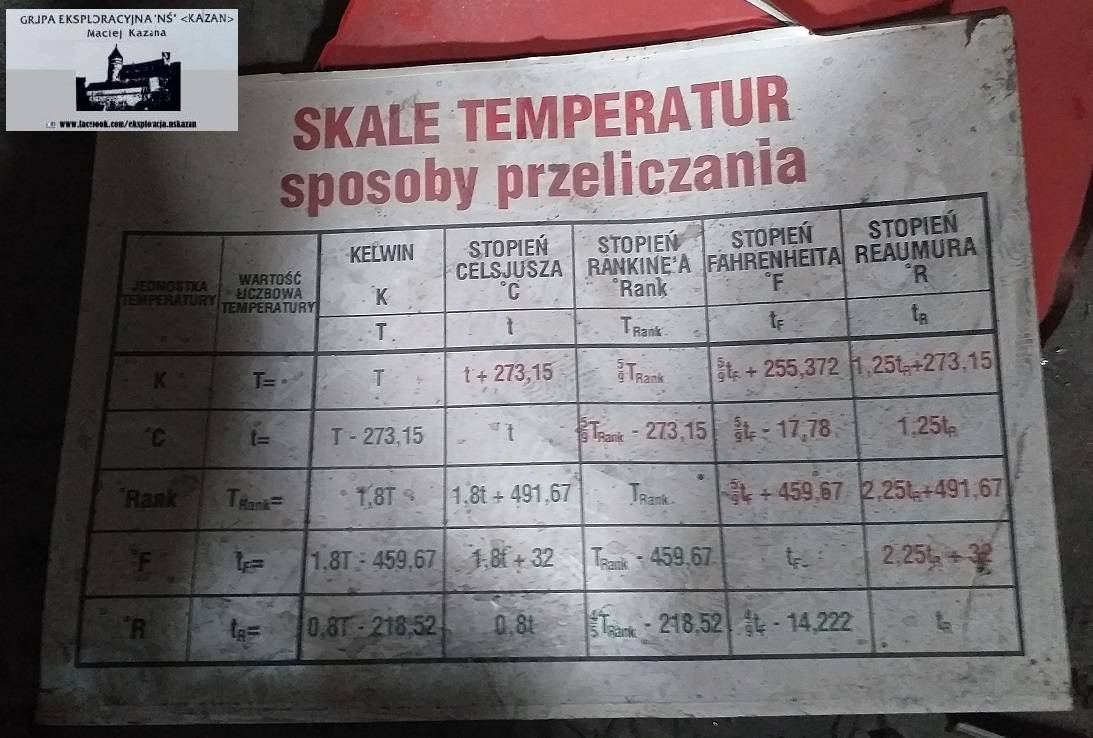 GRUPA EKSPLORACYJNA "NŚ" <KAZAN>
Maciej Kazana
www.facebook.com/eksploracja.nskazan
SKALE TEMPERATUR
sposoby przeliczania
JEDNOSTKA TEMPERATURY | WARTOŚĆ LICZBOWA TEMPERATURY | KELWIN K | STOPIEŃ CELSJUSZA °C | STOPIEŃ RANKINE'A °Rank | STOPIEŃ FAHRENHEITA °F | STOPIEŃ REAUMURA °R
T | t | T_Rank | t_F | t_R
K | T= | T | t + 273,15 | 5/9 T_Rank | 5/9 t_F + 255,372 | 1,25t_R+273,15
°C | t= | T - 273,15 | t | 5/9 T_Rank - 273,15 | 5/9 t_F - 17,78 | 1,25t_R
°Rank | T_Rank= | 1,8T | 1,8t + 491,67 | T_Rank | 5/9 t_F + 459,67 | 2,25t_R+491,67
°F | t_F= | 1,8T - 459,67 | 1,8t + 32 | T_Rank - 459,67 | t_F | 2,25t_R + 32
°R | t_R= | 0,8T - 218,52 | 0,8t | 4/5 T_Rank - 218,52 | 4/9 t_F - 14,222 | t_R